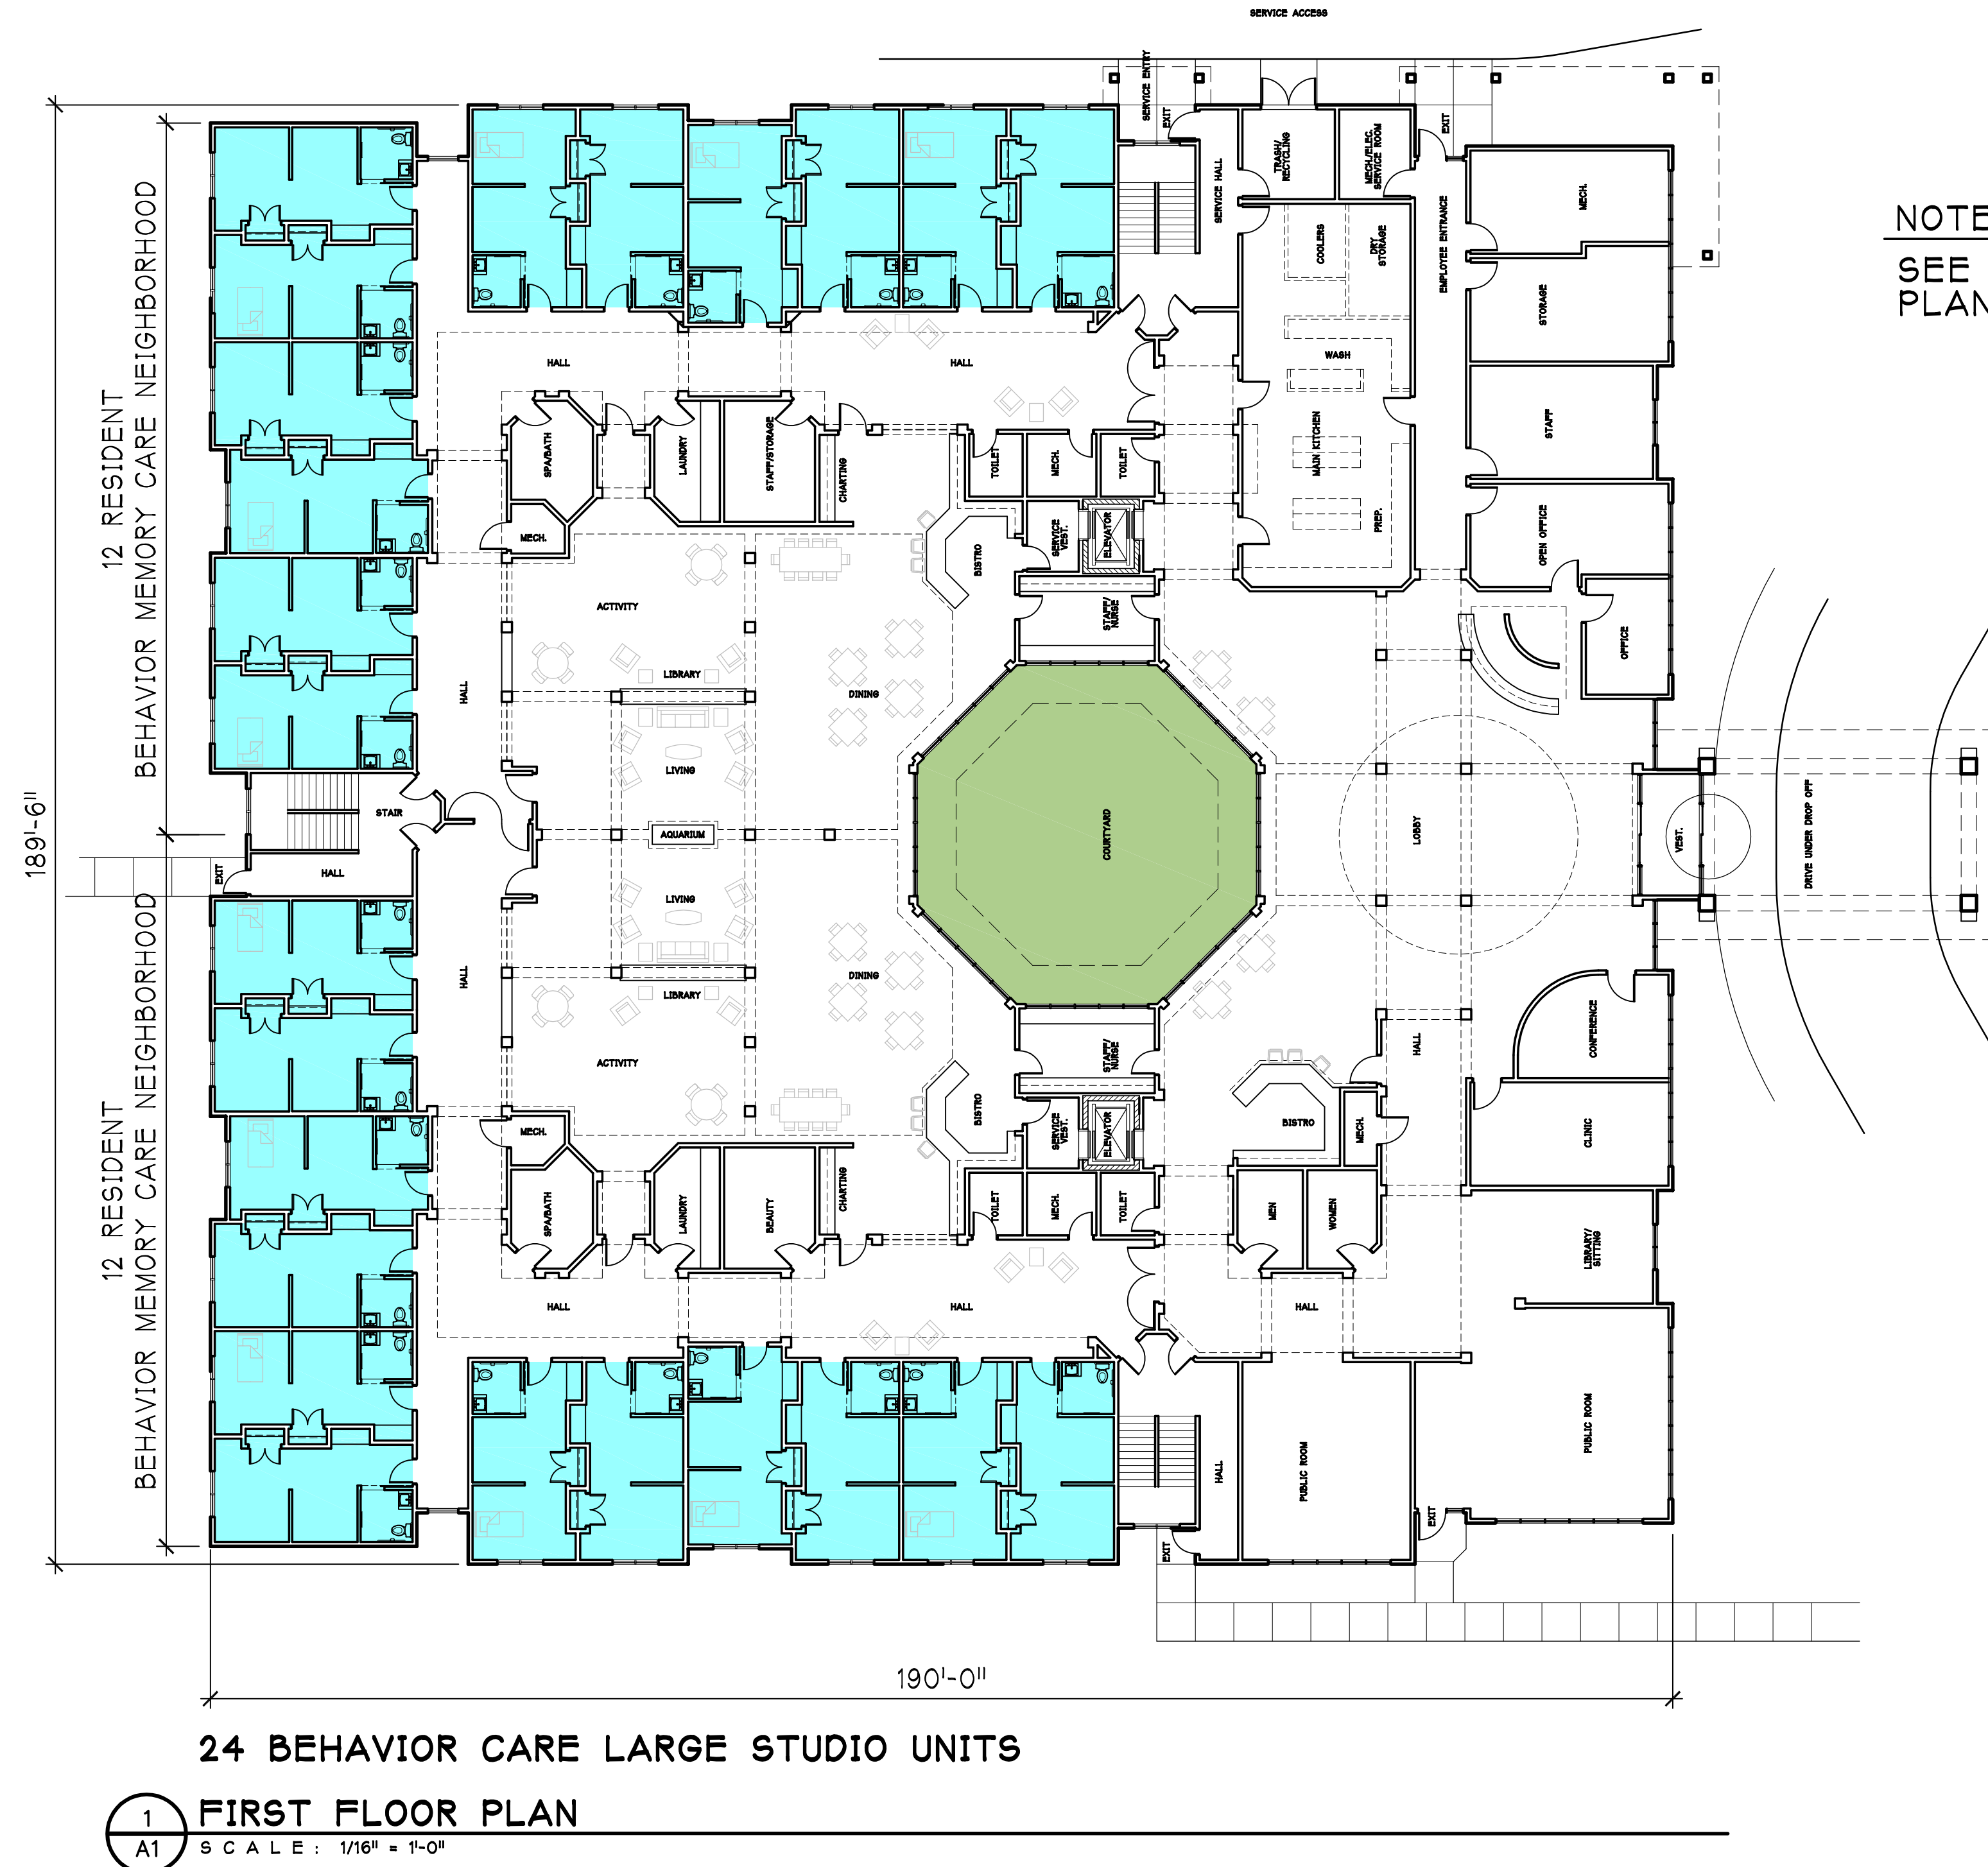 SERVICE ACCESS
SERVICE ENTRY
EXIT
EXIT
SERVICE HALL
TRASH/
RECYCLING
MECH./ELEC.
SERVICE ROOM
EMPLOYEE ENTRANCE
MECH.
NOTE
SEE
PLAN
COOLERS
DRY
STORAGE
STORAGE
WASH
HALL
HALL
12 RESIDENT
BEHAVIOR MEMORY CARE NEIGHBORHOOD
SPA/BATH
LAUNDRY
STAFF/STORAGE
CHARTING
TOILET
MECH.
TOILET
MAIN KITCHEN
STAFF
MECH.
BISTRO
SERVICE
VEST.
ELEVATOR
PREP.
OPEN OFFICE
ACTIVITY
STAFF/
NURSE
OFFICE
HALL
LIBRARY
DINING
LIVING
STAIR
AQUARIUM
COURTYARD
LOBBY
VEST.
DRIVE UNDER DROP OFF
189'-6"
EXIT
HALL
LIVING
HALL
DINING
LIBRARY
CONFERENCE
ACTIVITY
STAFF/
NURSE
HALL
12 RESIDENT
BEHAVIOR MEMORY CARE NEIGHBORHOOD
MECH.
BISTRO
SERVICE
VEST.
ELEVATOR
BISTRO
MECH.
CLINIC
SPA/BATH
LAUNDRY
BEAUTY
CHARTING
TOILET
MECH.
TOILET
MEN
WOMEN
LIBRARY/
SITTING
HALL
HALL
HALL
PUBLIC ROOM
HALL
PUBLIC ROOM
EXIT
EXIT
190'-0"
24 BEHAVIOR CARE LARGE STUDIO UNITS
1
A1
FIRST FLOOR PLAN
SCALE: 1/16" = 1'-0"